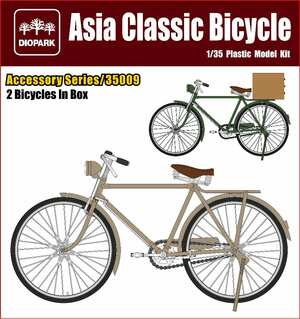 DIOPARK
Asia Classic Bicycle
1/35 Plastic Model Kit
Accessory Series/35009
2 Bicycles In Box